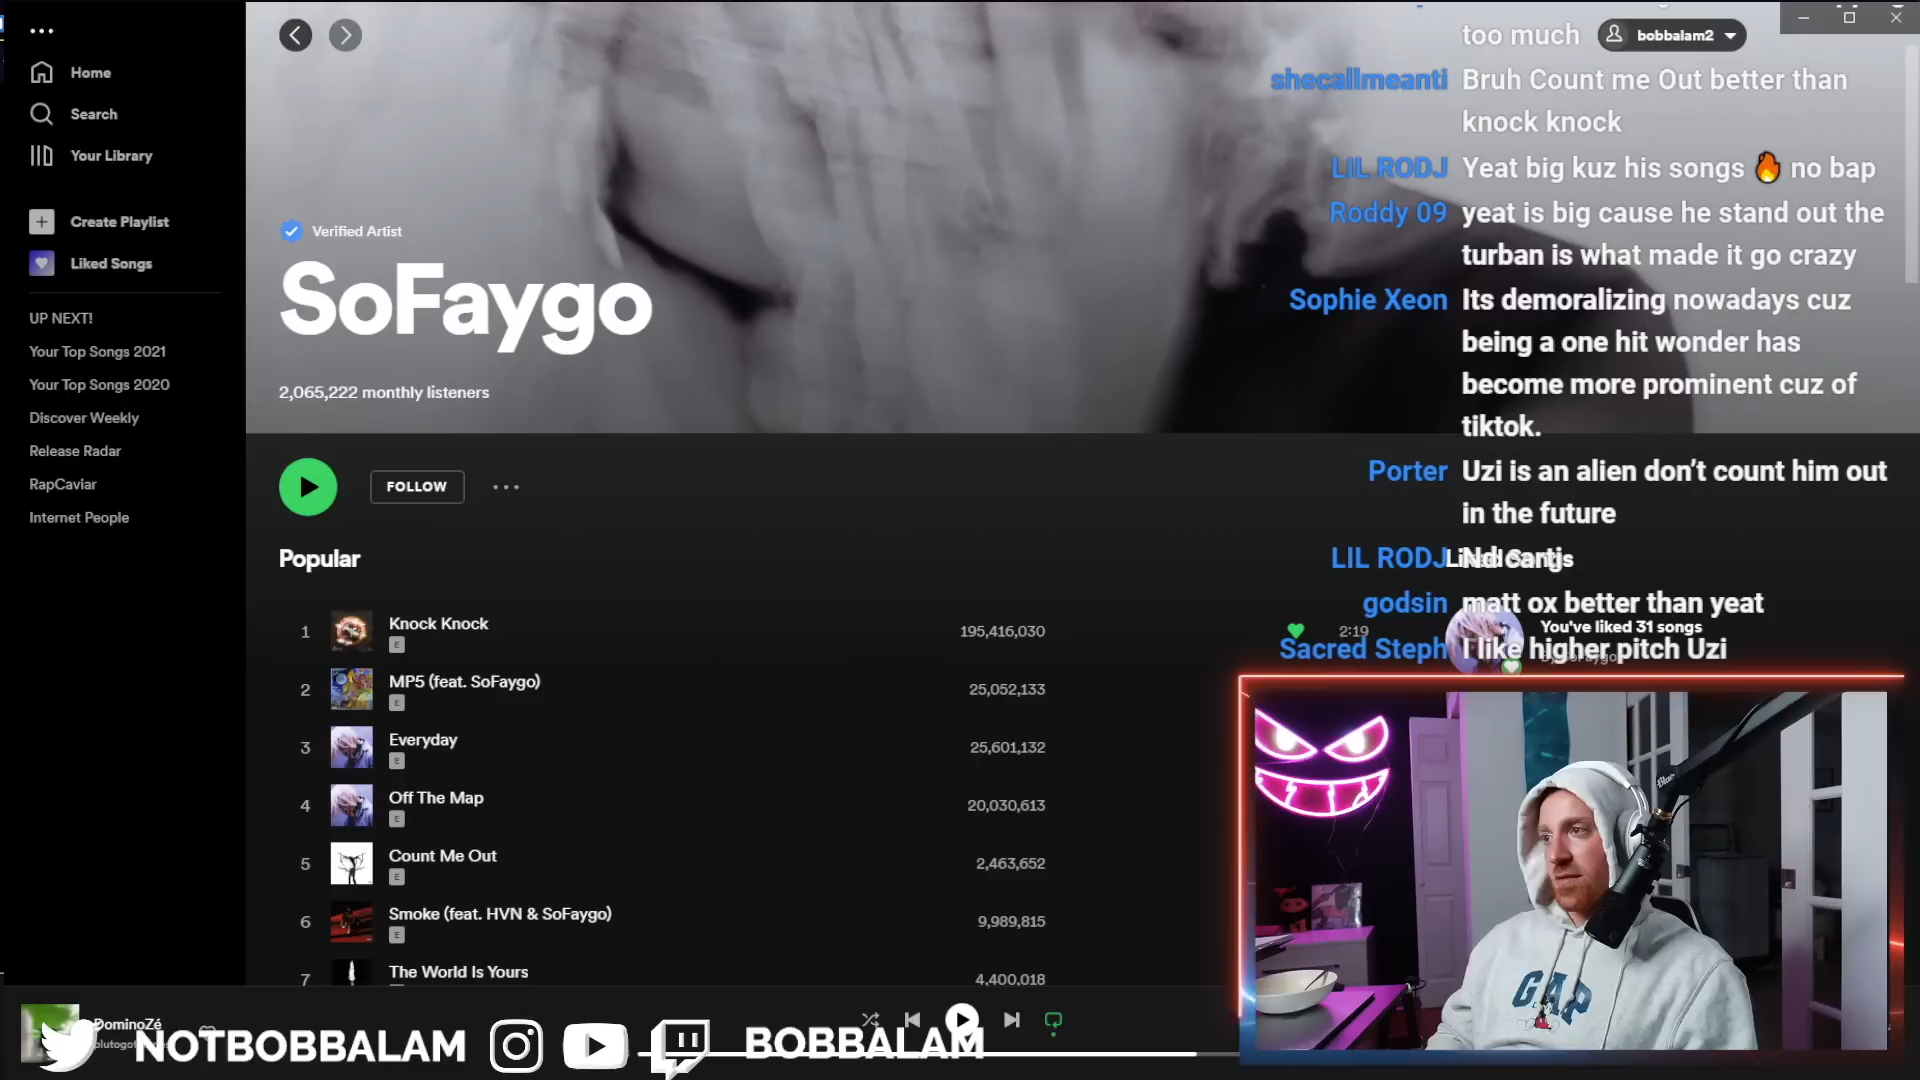 Home
Search
Your Library
Create Playlist
Liked Songs
UP NEXT!
Your Top Songs 2021
Your Top Songs 2020
Discover Weekly
Release Radar
RapCaviar
Internet People
Verified Artist
SoFaygo
2,065,222 monthly listeners
FOLLOW
Popular
1 Knock Knock 195,416,030 2:19
E
2 MP5 (feat. SoFaygo) 25,052,133
E
3 Everyday 25,601,132
E
4 Off The Map 20,030,613
E
5 Count Me Out 2,463,652
E
6 Smoke (feat. HVN & SoFaygo) 9,989,815
E
7 The World Is Yours 4,400,018
bobbalam2
too much
shecallmeanti Bruh Count me Out better than
knock knock
LIL RODJ Yeat big kuz his songs 🔥 no bap
Roddy 09 yeat is big cause he stand out the
turban is what made it go crazy
Sophie Xeon Its demoralizing nowadays cuz
being a one hit wonder has
become more prominent cuz of
tiktok.
Porter Uzi is an alien don’t count him out
in the future
LIL RODJ Nd Carti
Liked Songs
godsin matt ox better than yeat
You've liked 31 songs
Sacred Steph I like higher pitch Uzi
Blue
GAP
DominoZé
NOTBOBBALAM
BOBBALAM